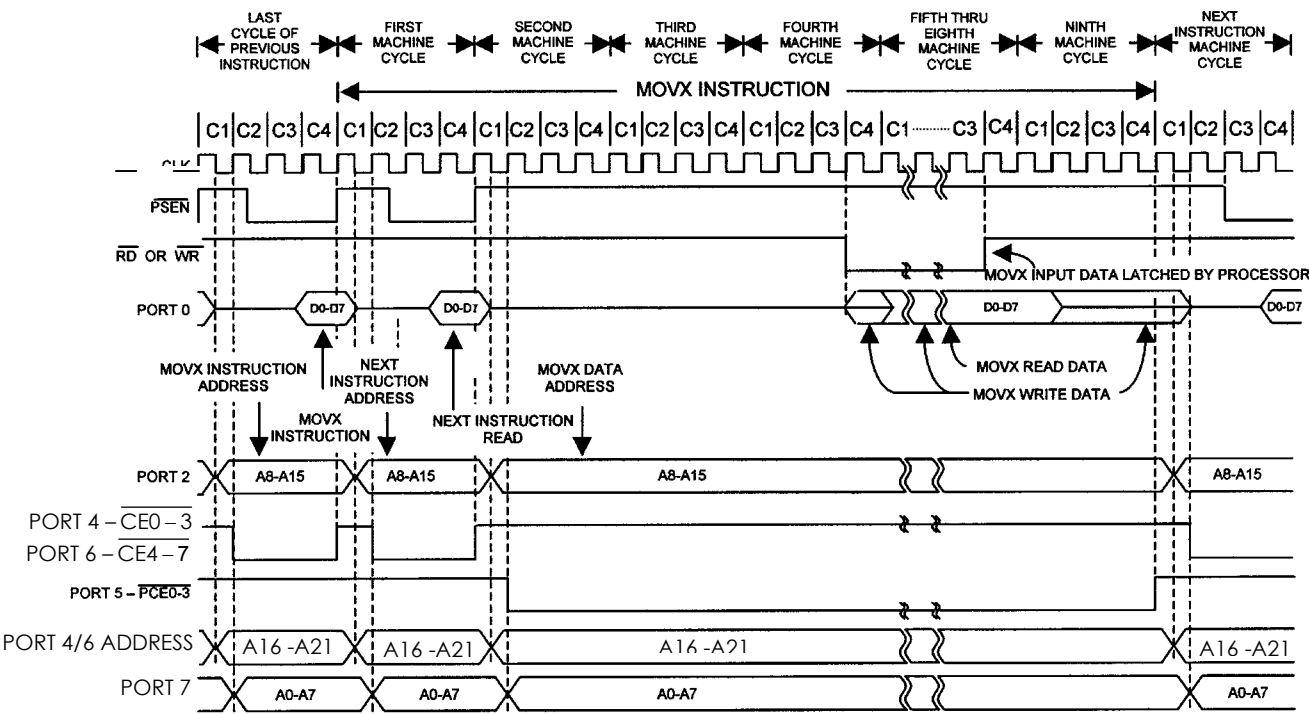 LAST CYCLE OF PREVIOUS INSTRUCTION
FIRST MACHINE CYCLE
SECOND MACHINE CYCLE
THIRD MACHINE CYCLE
FOURTH MACHINE CYCLE
FIFTH THRU EIGHTH MACHINE CYCLE
NINTH MACHINE CYCLE
NEXT INSTRUCTION MACHINE CYCLE
MOVX INSTRUCTION
C1 C2 C3 C4 C1 C2 C3 C4 C1 C2 C3 C4 C1 C2 C3 C4 C1 C2 C3 C4 C1 ........ C3 C4 C1 C2 C3 C4 C1 C2 C3 C4
PSEN
RD OR WR
MOVX INPUT DATA LATCHED BY PROCESSOR
PORT 0 D0-D7 D0-D7 D0-D7 D0-D7
MOVX INSTRUCTION ADDRESS
NEXT INSTRUCTION ADDRESS
MOVX DATA ADDRESS
MOVX READ DATA
MOVX WRITE DATA
MOVX INSTRUCTION
NEXT INSTRUCTION READ
PORT 2 A8-A15 A8-A15 A8-A15 A8-A15
PORT 4 – CE0 – 3
PORT 6 – CE4 – 7
PORT 5 – PCE0-3
PORT 4/6 ADDRESS A16 -A21 A16 -A21 A16 -A21 A16 -A21
PORT 7 A0-A7 A0-A7 A0-A7 A0-A7